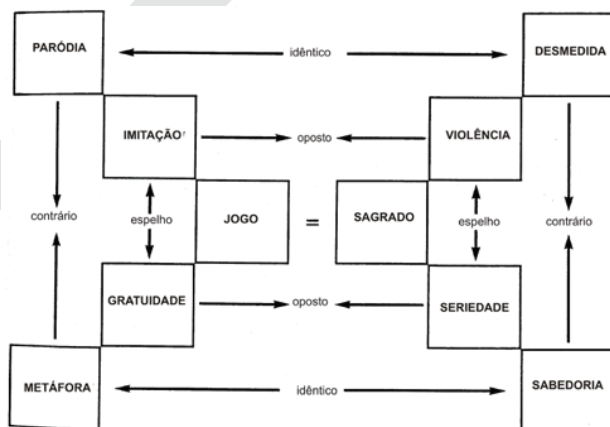 PARÓDIA
idêntico
DESMEDIDA
IMITAÇÃO
oposto
VIOLÊNCIA
contrário
espelho
JOGO
=
SAGRADO
espelho
contrário
GRATUIDADE
oposto
SERIEDADE
METÁFORA
idêntico
SABEDORIA